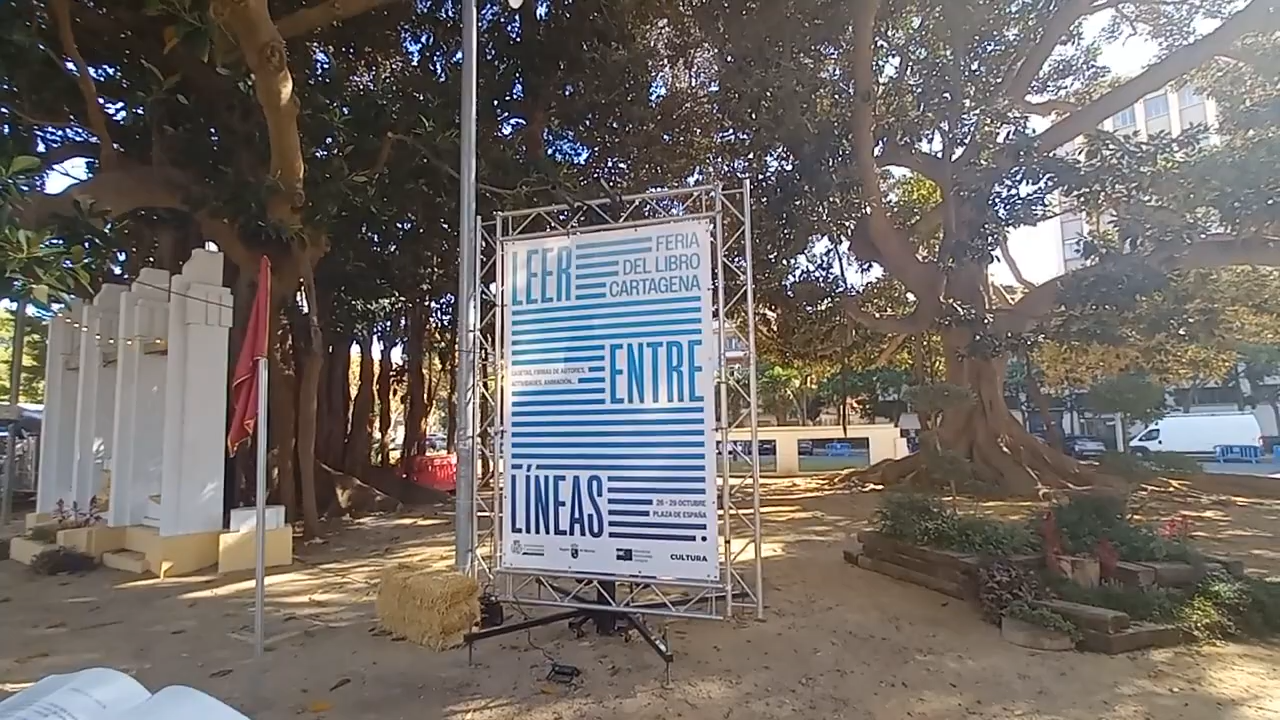 LEER
FERIA
DEL LIBRO
CARTAGENA
ENTRE
CASETAS, FIRMAS DE AUTORES,
ACTIVIDADES, ANIMACIÓN...
LÍNEAS
26 - 29 OCTUBRE
PLAZA DE ESPAÑA
CULTURA